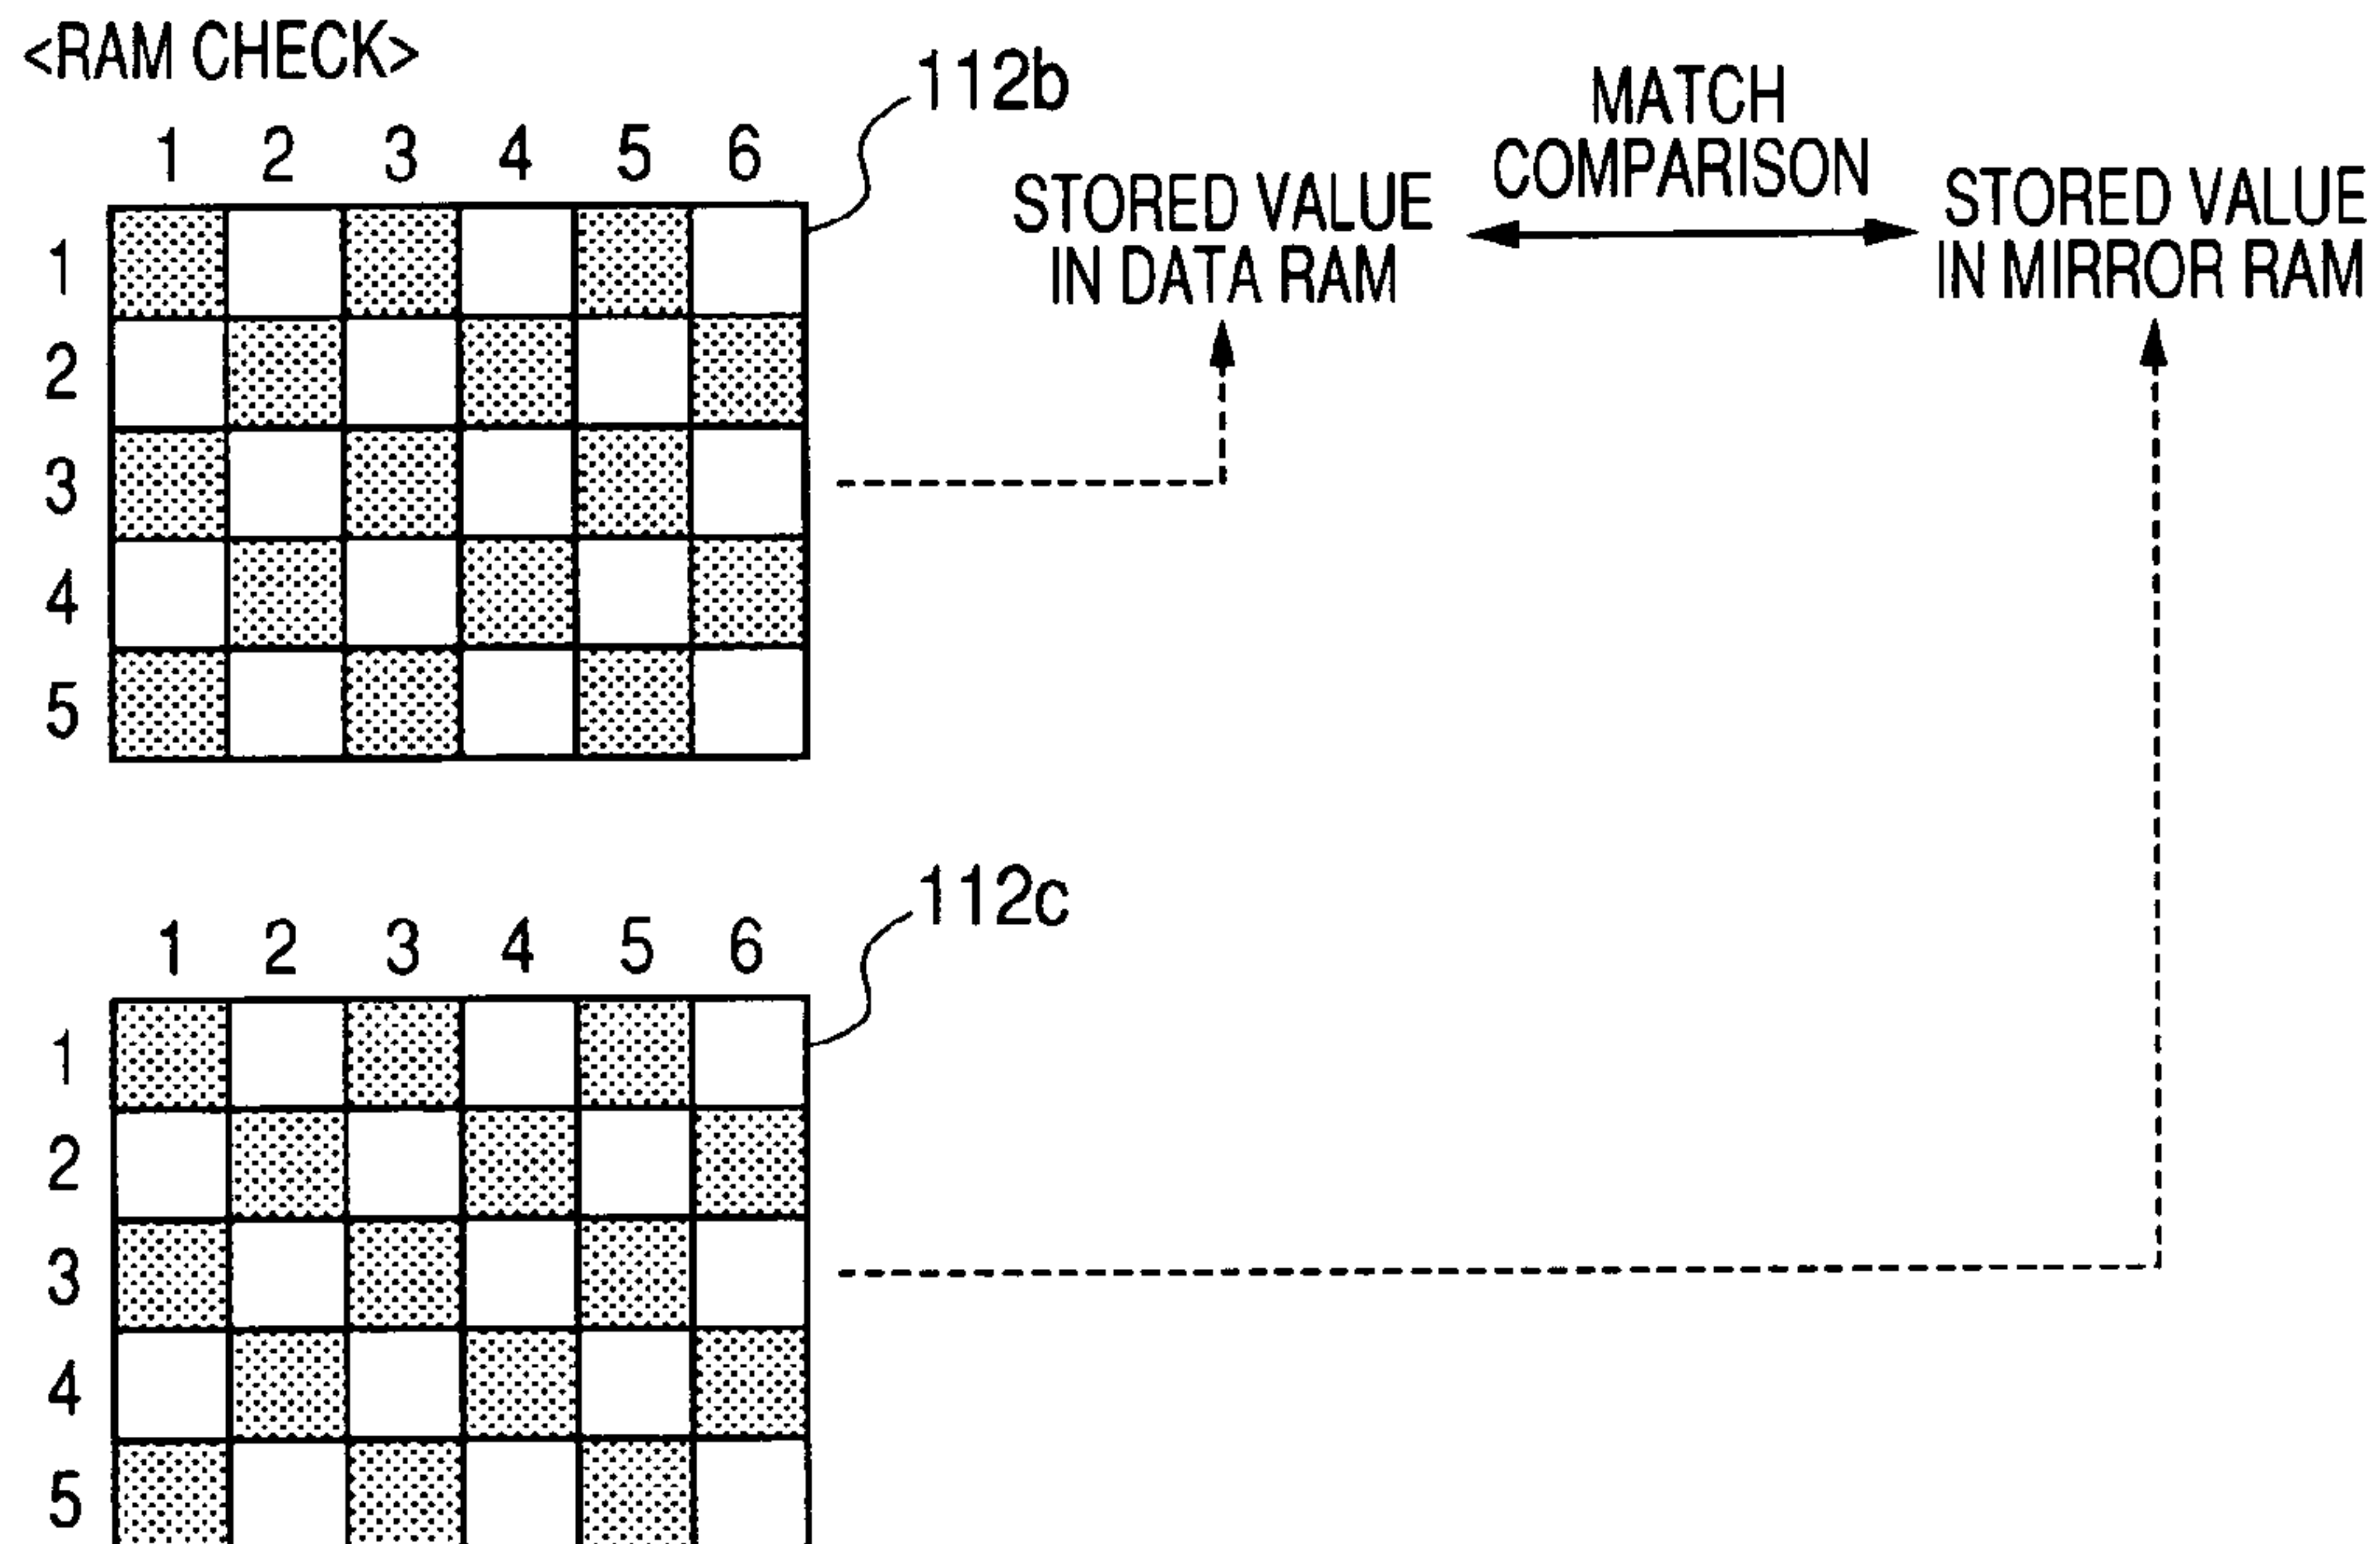 <RAM CHECK>
112b
1 2 3 4 5 6
1
2
3
4
5
STORED VALUE
IN DATA RAM
MATCH
COMPARISON
STORED VALUE
IN MIRROR RAM
112c
1 2 3 4 5 6
1
2
3
4
5